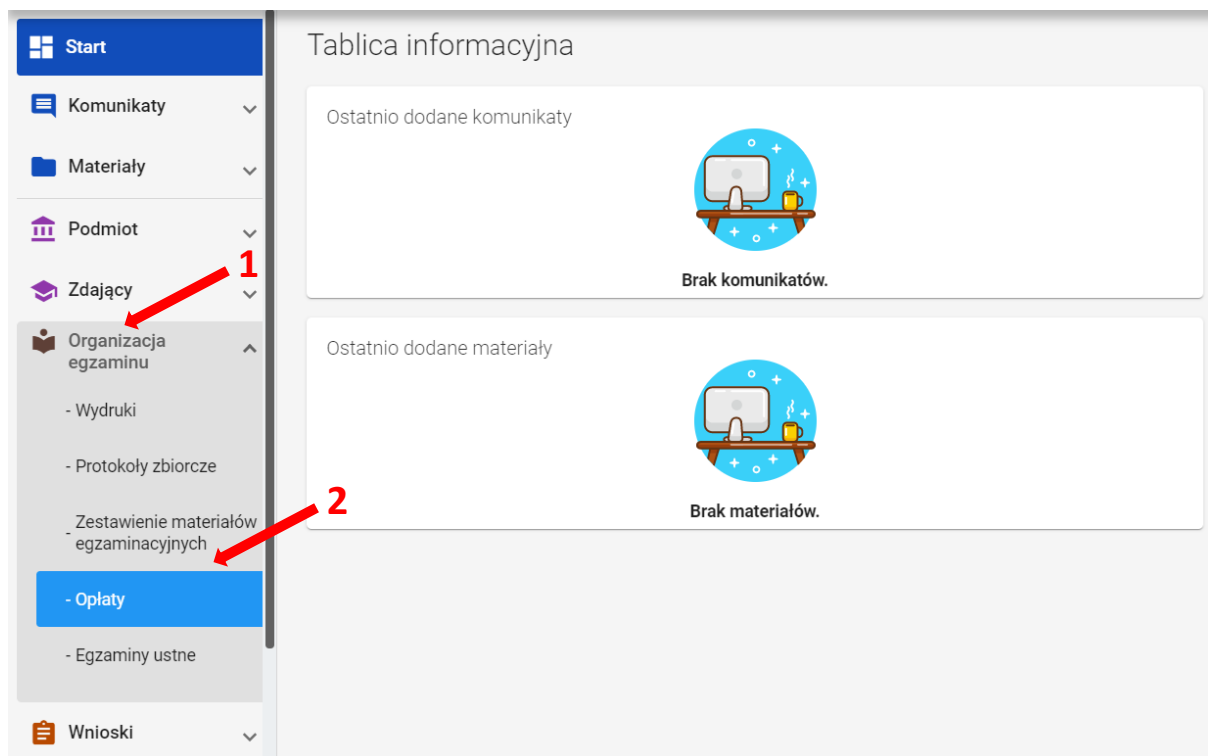 Start
Komunikaty
Materiały
Podmiot
1
Zdający
Organizacja
egzaminu
- Wydruki
- Protokoły zbiorcze
- Zestawienie materiałów
egzaminacyjnych
2
- Opłaty
- Egzaminy ustne
Wnioski
Tablica informacyjna
Ostatnio dodane komunikaty
Brak komunikatów.
Ostatnio dodane materiały
Brak materiałów.